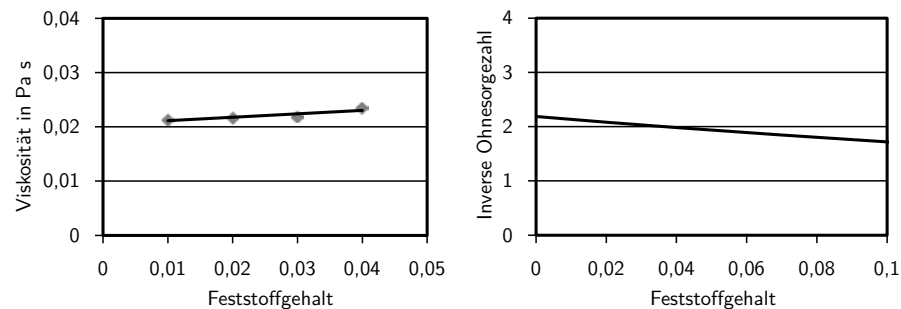 Viskosität in Pa s
0,04
0,03
0,02
0,01
0
0 0,01 0,02 0,03 0,04 0,05
Feststoffgehalt
Inverse Ohnesorgezahl
4
3
2
1
0
0 0,02 0,04 0,06 0,08 0,1
Feststoffgehalt